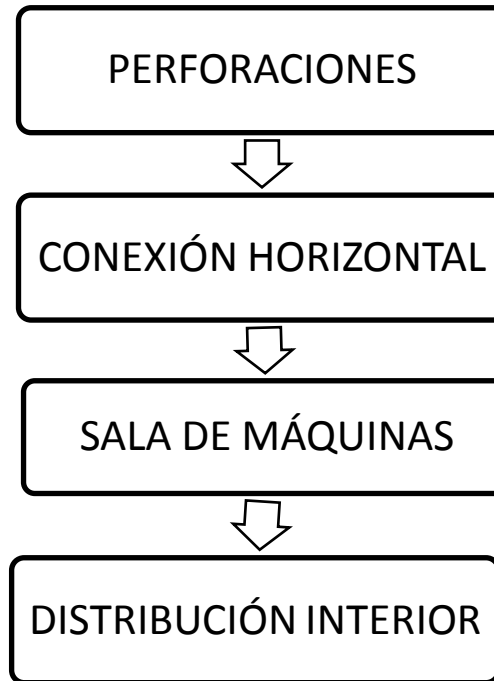 PERFORACIONES
CONEXIÓN HORIZONTAL
SALA DE MÁQUINAS
DISTRIBUCIÓN INTERIOR